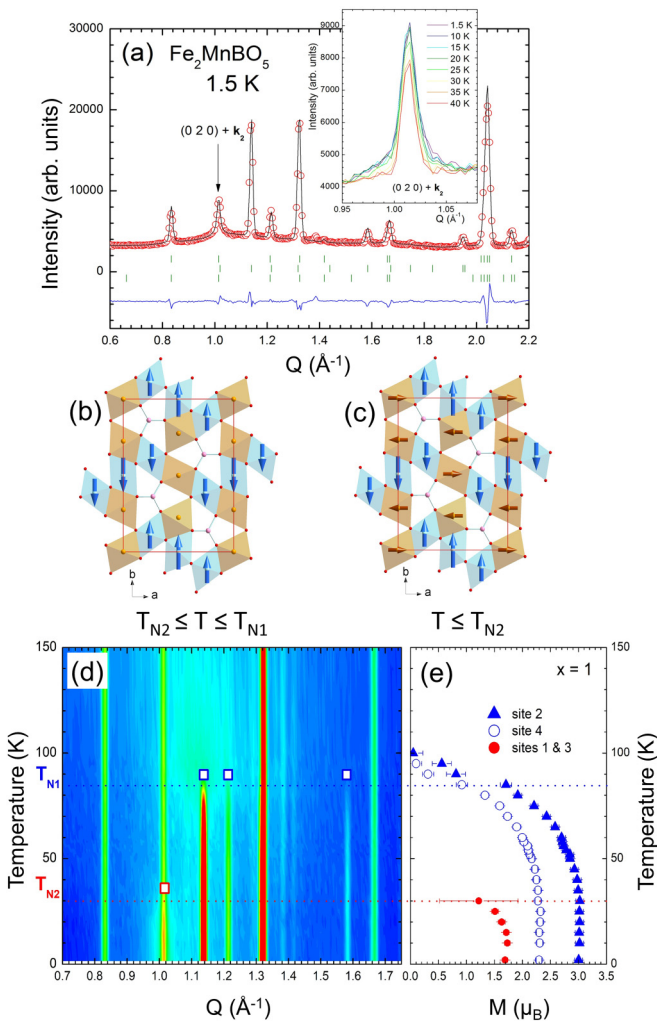 (a) Fe₂MnBO₅
1.5 K
30000
20000
10000
0
Intensity (arb. units)
(0 2 0) + k₂
0.6 0.8 1.0 1.2 1.4 1.6 1.8 2.0 2.2
Q (Å⁻¹)
9000
8000
7000
6000
5000
4000
Intensity (arb. units)
1.5 K
10 K
15 K
20 K
25 K
30 K
35 K
40 K
(0 2 0) + k₂
0.95 1.00 1.05
Q (Å⁻¹)
(b)
b
a
T_N2 ≤ T ≤ T_N1
(c)
b
a
T ≤ T_N2
(d)
150
100
T_N1
50
T_N2
0
Temperature (K)
0.7 0.8 0.9 1.0 1.1 1.2 1.3 1.4 1.5 1.6 1.7
Q (Å⁻¹)
(e) x = 1
site 2
site 4
sites 1 & 3
150
100
50
0
Temperature (K)
0.0 0.5 1.0 1.5 2.0 2.5 3.0 3.5
M (μ_B)